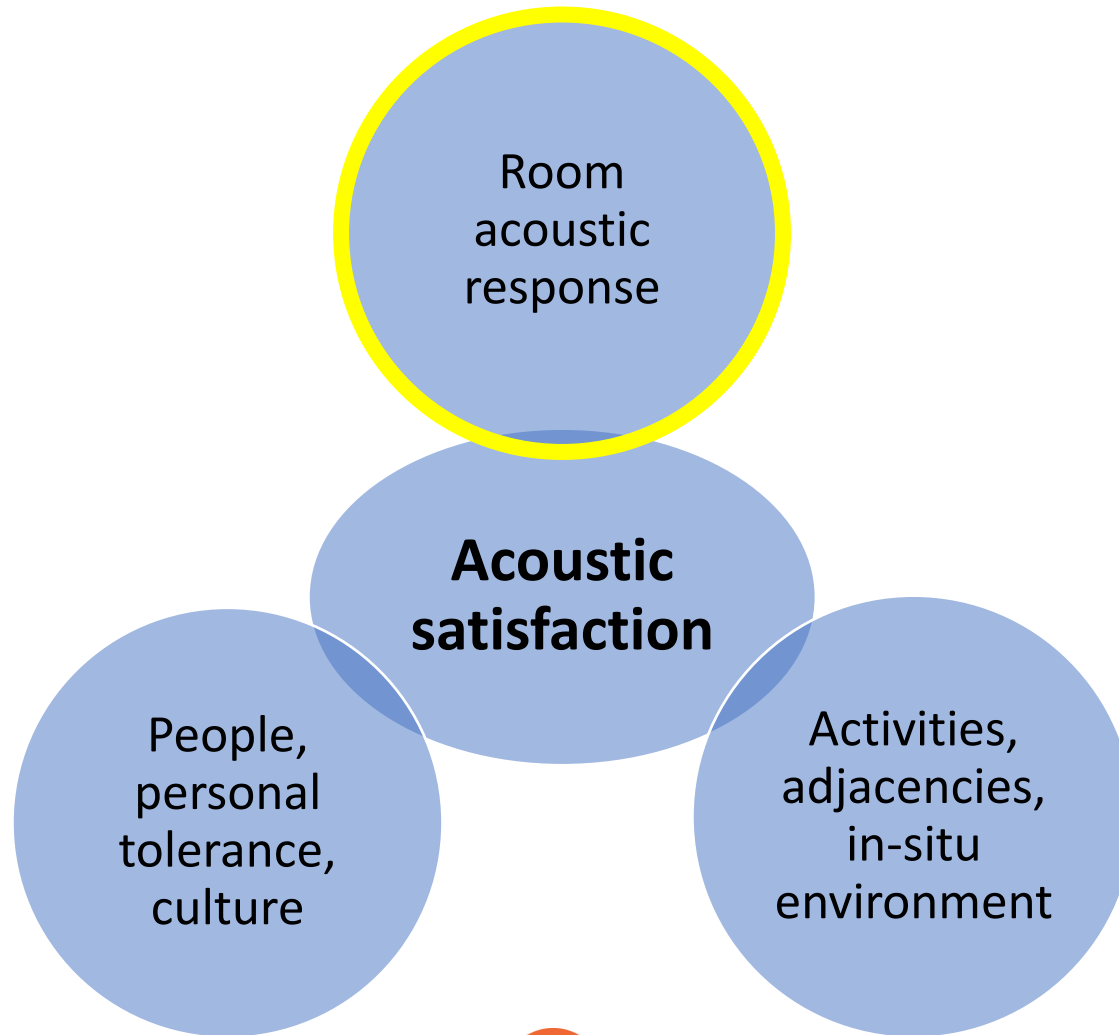 Room
acoustic
response
Acoustic
satisfaction
People,
personal
tolerance,
culture
Activities,
adjacencies,
in-situ
environment